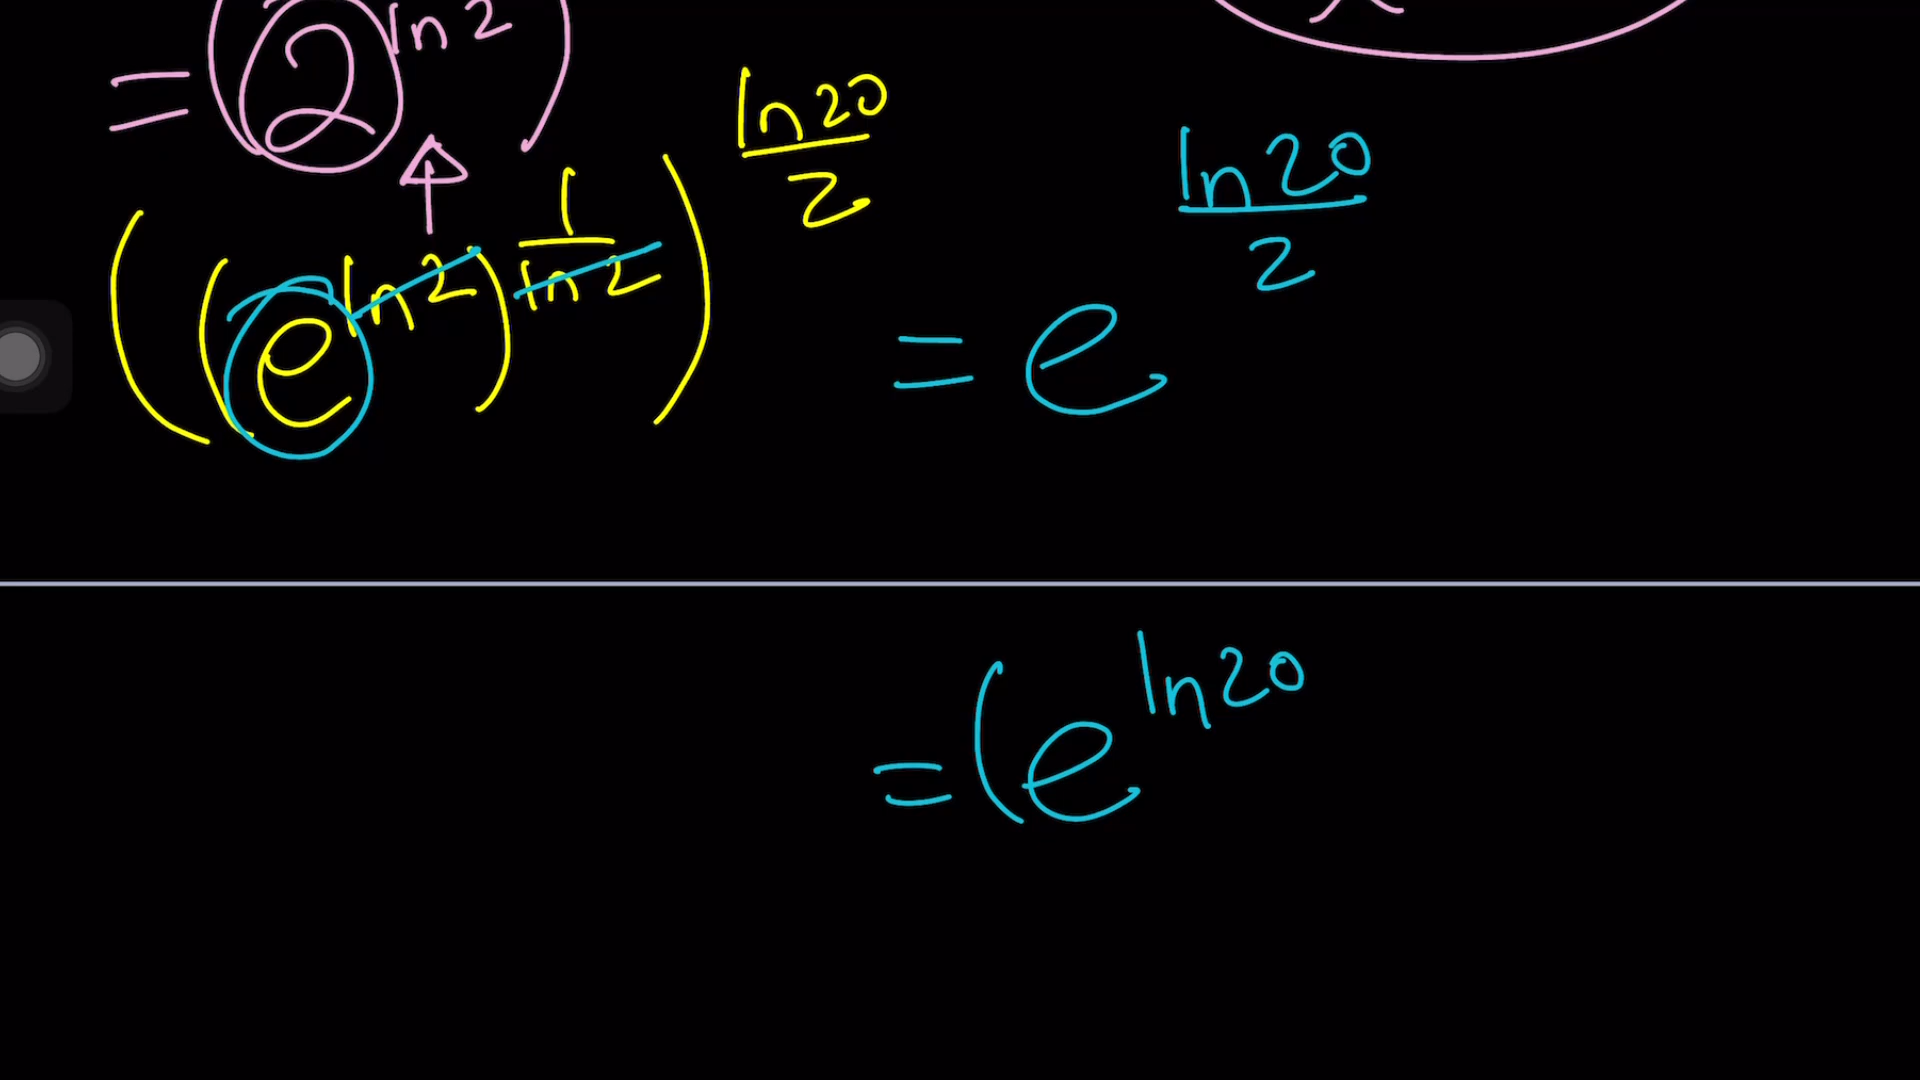 = (2^ln 2)
((e^ln 2)^1/ln 2)^ln 20/2 = e^ln 20/2
= (e^ln 20